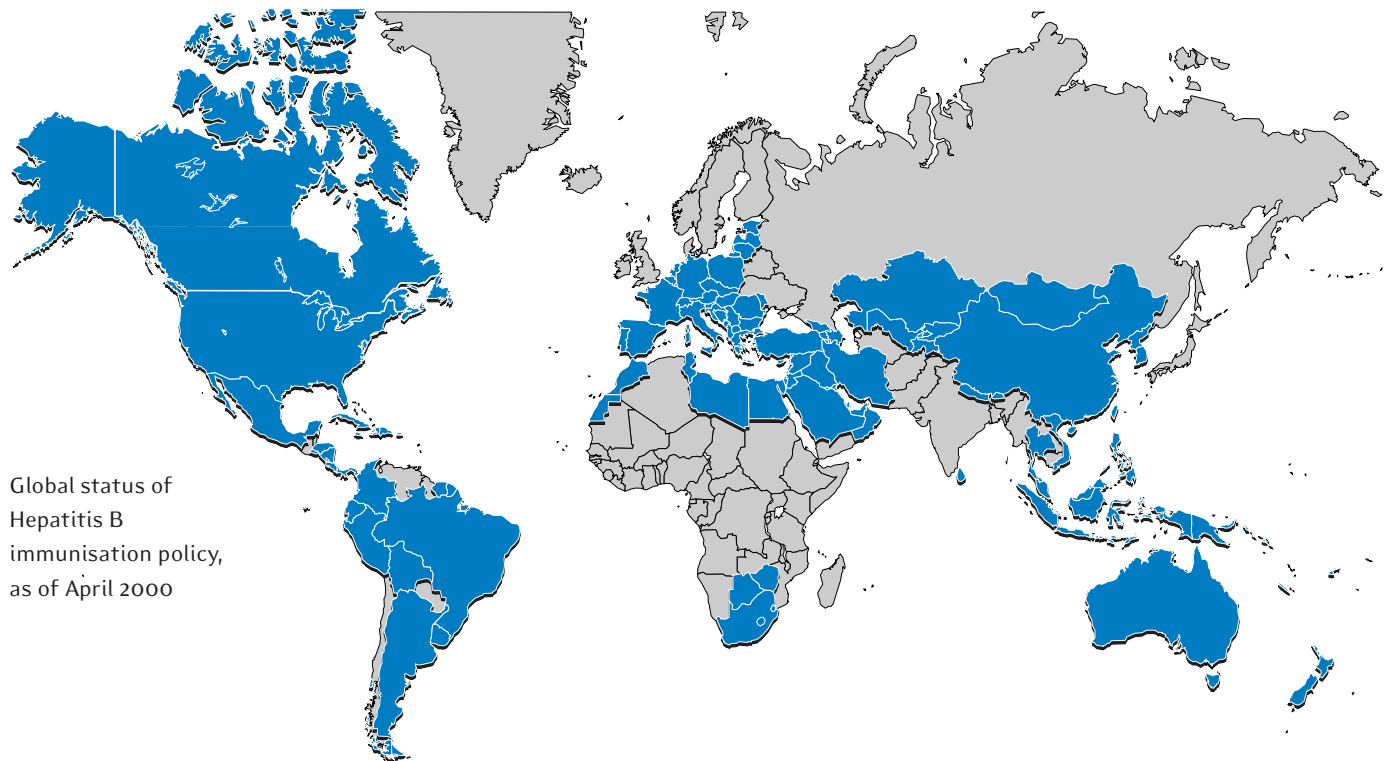 Global status of
Hepatitis B
immunisation policy,
as of April 2000